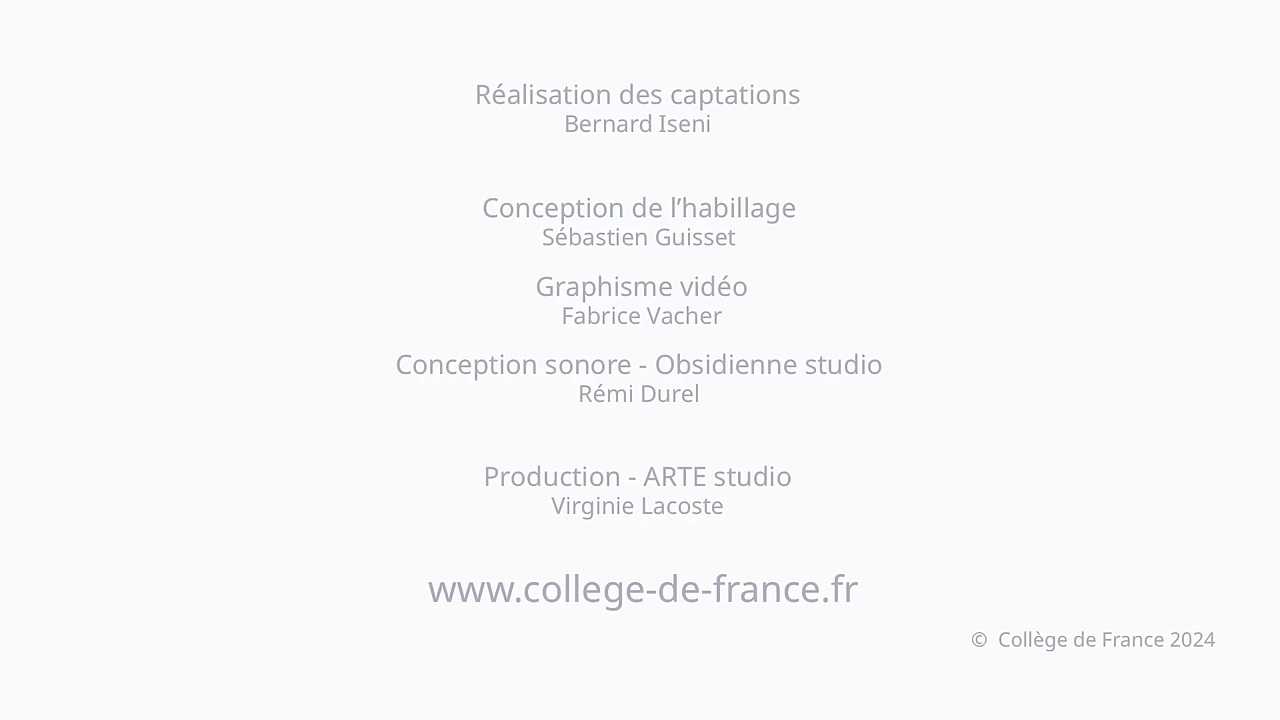 Réalisation des captations
Bernard Iseni
Conception de l’habillage
Sébastien Guisset
Graphisme vidéo
Fabrice Vacher
Conception sonore - Obsidienne studio
Rémi Durel
Production - ARTE studio
Virginie Lacoste
www.college-de-france.fr
© Collège de France 2024